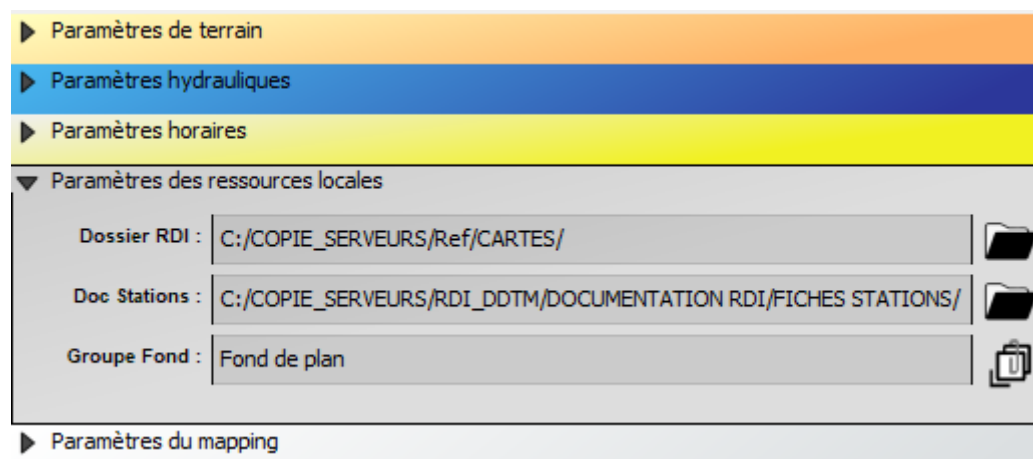 Paramètres de terrain
Paramètres hydrauliques
Paramètres horaires
Paramètres des ressources locales
Dossier RDI : C:/COPIE_SERVEURS/Ref/CARTES/
Doc Stations : C:/COPIE_SERVEURS/RDI_DDTM/DOCUMENTATION RDI/FICHES STATIONS/
Groupe Fond : Fond de plan
Paramètres du mapping